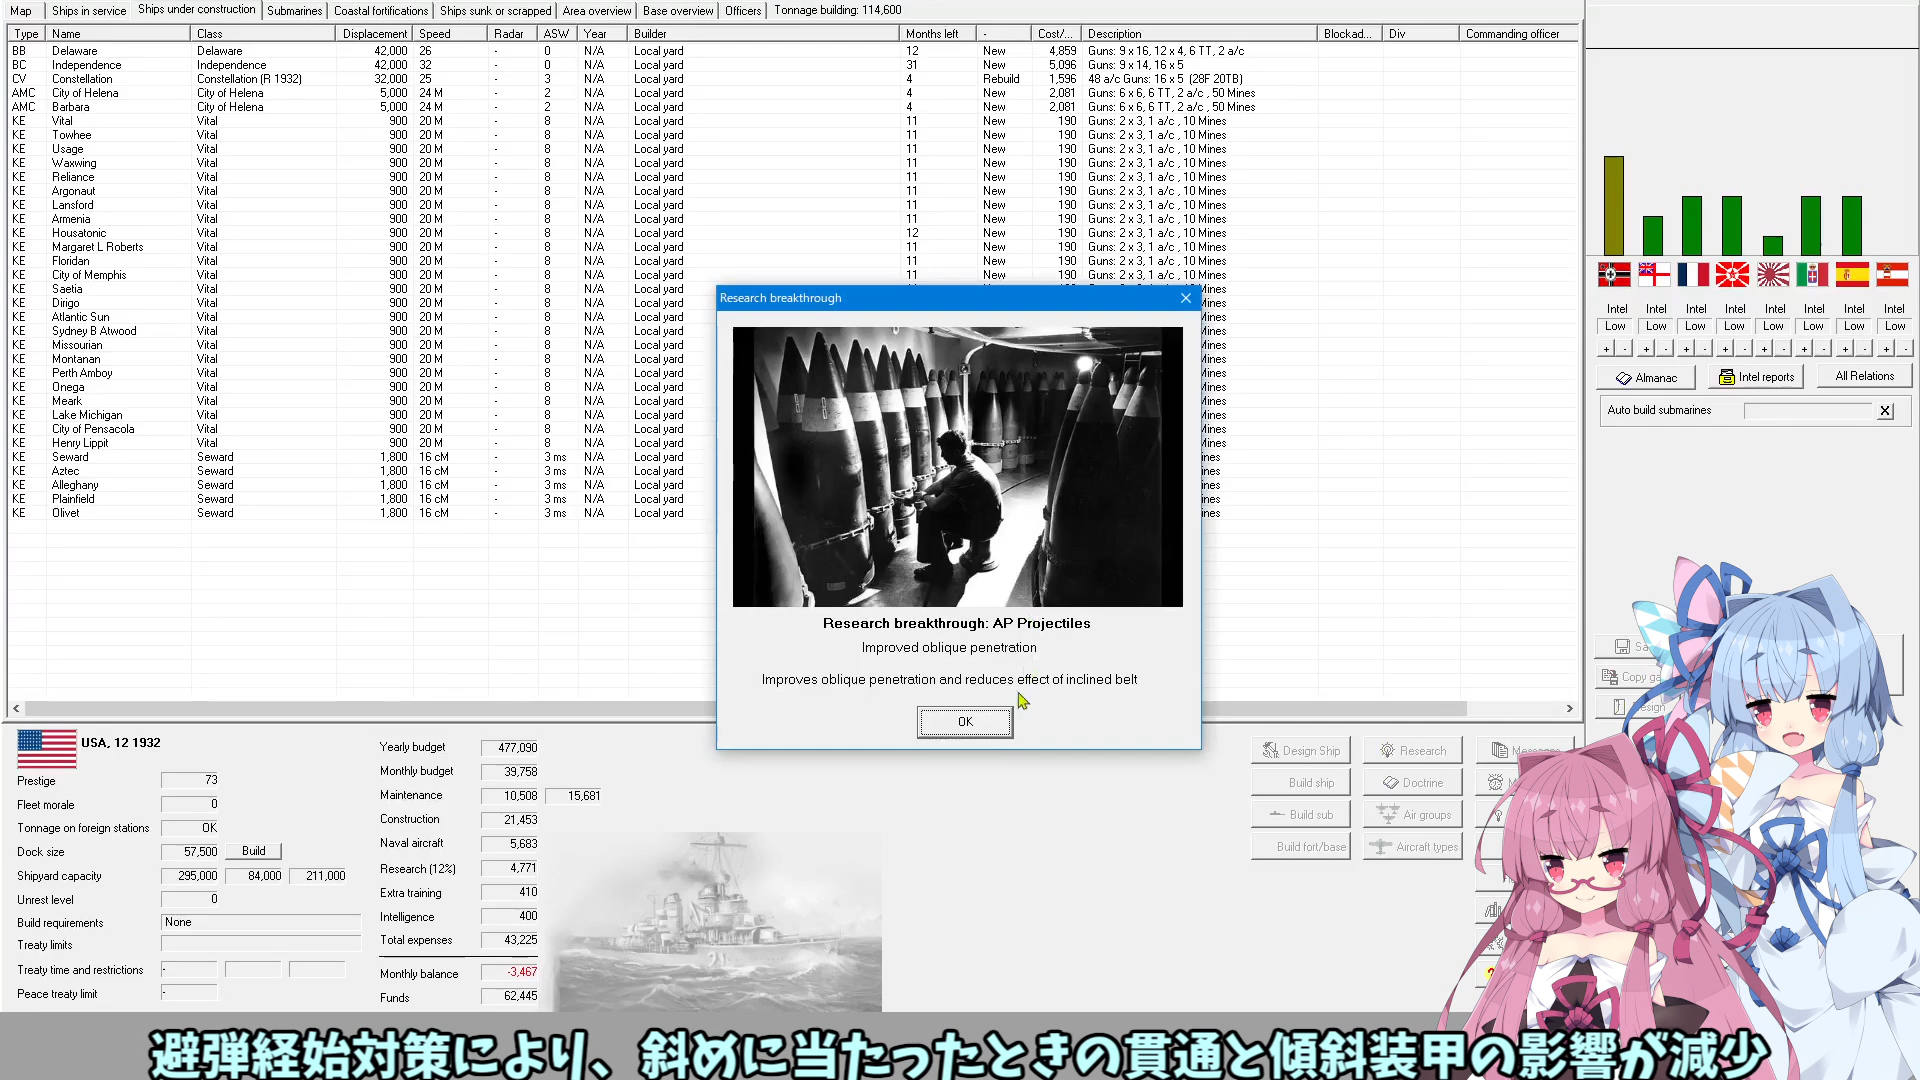 Map Ships in service Ships under construction Submarines Coastal fortifications Ships sunk or scrapped Area overview Base overview Officers Tonnage building: 114,600
Type Name Class Displacement Speed Radar ASW Year Builder Months left - Cost/... Description Blockad... Div Commanding officer
BB Delaware Delaware 42,000 26 - 0 N/A Local yard 12 New 4,859 Guns: 9 x 16, 12 x 4, 6 TT, 2 a/c
BC Independence Independence 42,000 32 - 0 N/A Local yard 31 New 5,096 Guns: 9 x 14, 16 x 5
CV Constellation Constellation (R 1932) 32,000 25 - 3 N/A Local yard 4 Rebuild 1,596 48 a/c Guns: 16 x 5 (28F 20TB)
AMC City of Helena City of Helena 5,000 24 M - 2 N/A Local yard 4 New 2,081 Guns: 6 x 6, 6 TT, 2 a/c , 50 Mines
AMC Barbara City of Helena 5,000 24 M - 2 N/A Local yard 4 New 2,081 Guns: 6 x 6, 6 TT, 2 a/c , 50 Mines
KE Vital Vital 900 20 M - 8 N/A Local yard 11 New 190 Guns: 2 x 3, 1 a/c , 10 Mines
KE Towhee Vital 900 20 M - 8 N/A Local yard 11 New 190 Guns: 2 x 3, 1 a/c , 10 Mines
KE Usage Vital 900 20 M - 8 N/A Local yard 11 New 190 Guns: 2 x 3, 1 a/c , 10 Mines
KE Waxwing Vital 900 20 M - 8 N/A Local yard 11 New 190 Guns: 2 x 3, 1 a/c , 10 Mines
KE Reliance Vital 900 20 M - 8 N/A Local yard 11 New 190 Guns: 2 x 3, 1 a/c , 10 Mines
KE Argonaut Vital 900 20 M - 8 N/A Local yard 11 New 190 Guns: 2 x 3, 1 a/c , 10 Mines
KE Lansford Vital 900 20 M - 8 N/A Local yard 11 New 190 Guns: 2 x 3, 1 a/c , 10 Mines
KE Armenia Vital 900 20 M - 8 N/A Local yard 11 New 190 Guns: 2 x 3, 1 a/c , 10 Mines
KE Housatonic Vital 900 20 M - 8 N/A Local yard 12 New 190 Guns: 2 x 3, 1 a/c , 10 Mines
KE Margaret L Roberts Vital 900 20 M - 8 N/A Local yard 11 New 190 Guns: 2 x 3, 1 a/c , 10 Mines
KE Floridan Vital 900 20 M - 8 N/A Local yard 11 New 190 Guns: 2 x 3, 1 a/c , 10 Mines
KE City of Memphis Vital 900 20 M - 8 N/A Local yard 11 New 190 Guns: 2 x 3, 1 a/c , 10 Mines
KE Saetia Vital 900 20 M - 8 N/A Local yard Mines
KE Dirigo Vital 900 20 M - 8 N/A Local yard Mines
KE Atlantic Sun Vital 900 20 M - 8 N/A Local yard Mines
KE Sydney B Atwood Vital 900 20 M - 8 N/A Local yard Mines
KE Missourian Vital 900 20 M - 8 N/A Local yard Mines
KE Montanan Vital 900 20 M - 8 N/A Local yard Mines
KE Perth Amboy Vital 900 20 M - 8 N/A Local yard Mines
KE Onega Vital 900 20 M - 8 N/A Local yard Mines
KE Meark Vital 900 20 M - 8 N/A Local yard Mines
KE Lake Michigan Vital 900 20 M - 8 N/A Local yard Mines
KE City of Pensacola Vital 900 20 M - 8 N/A Local yard Mines
KE Henry Lippit Vital 900 20 M - 8 N/A Local yard Mines
KE Seward Seward 1,800 16 cM - 3 ms N/A Local yard ines
KE Aztec Seward 1,800 16 cM - 3 ms N/A Local yard ines
KE Alleghany Seward 1,800 16 cM - 3 ms N/A Local yard ines
KE Plainfield Seward 1,800 16 cM - 3 ms N/A Local yard ines
KE Olivet Seward 1,800 16 cM - 3 ms N/A Local yard ines
Research breakthrough
Research breakthrough: AP Projectiles
Improved oblique penetration
Improves oblique penetration and reduces effect of inclined belt
OK
Intel Intel Intel Intel Intel Intel Intel Intel
Low Low Low Low Low Low Low Low
+ - + - + - + - + - + - + - + -
Almanac Intel reports All Relations
Auto build submarines X
Copy ga
Design
USA, 12 1932
Prestige 73
Fleet morale 0
Tonnage on foreign stations OK
Dock size 57,500 Build
Shipyard capacity 295,000 84,000 211,000
Unrest level 0
Build requirements None
Treaty limits
Treaty time and restrictions -
Peace treaty limit -
Yearly budget 477,090
Monthly budget 39,758
Maintenance 10,508 15,681
Construction 21,453
Naval aircraft 5,683
Research (12%) 4,771
Extra training 410
Intelligence 400
Total expenses 43,225
Monthly balance -3,467
Funds 62,445
Design Ship Research
Build ship Doctrine
Build sub Air groups
Build fort/base Aircraft types
避弾経始対策により、斜めに当たったときの貫通と傾斜装甲の影響が減少